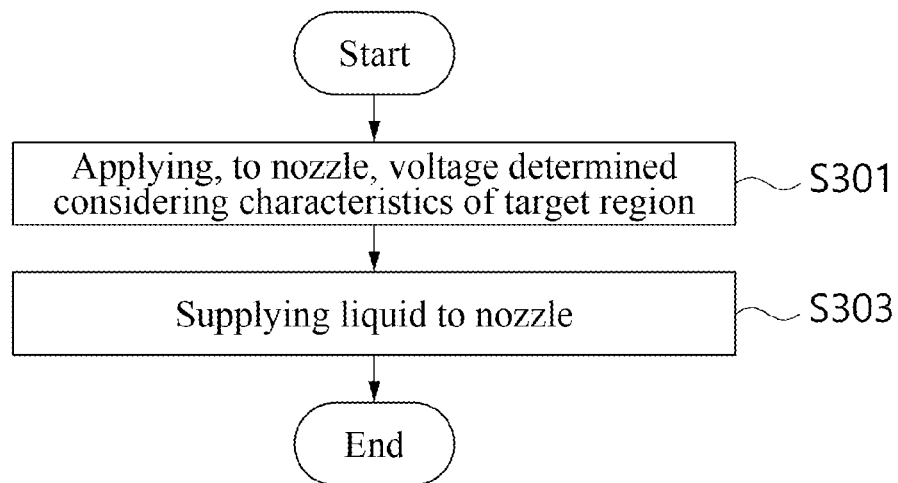 Start
Applying, to nozzle, voltage determined
considering characteristics of target region
S301
Supplying liquid to nozzle
S303
End